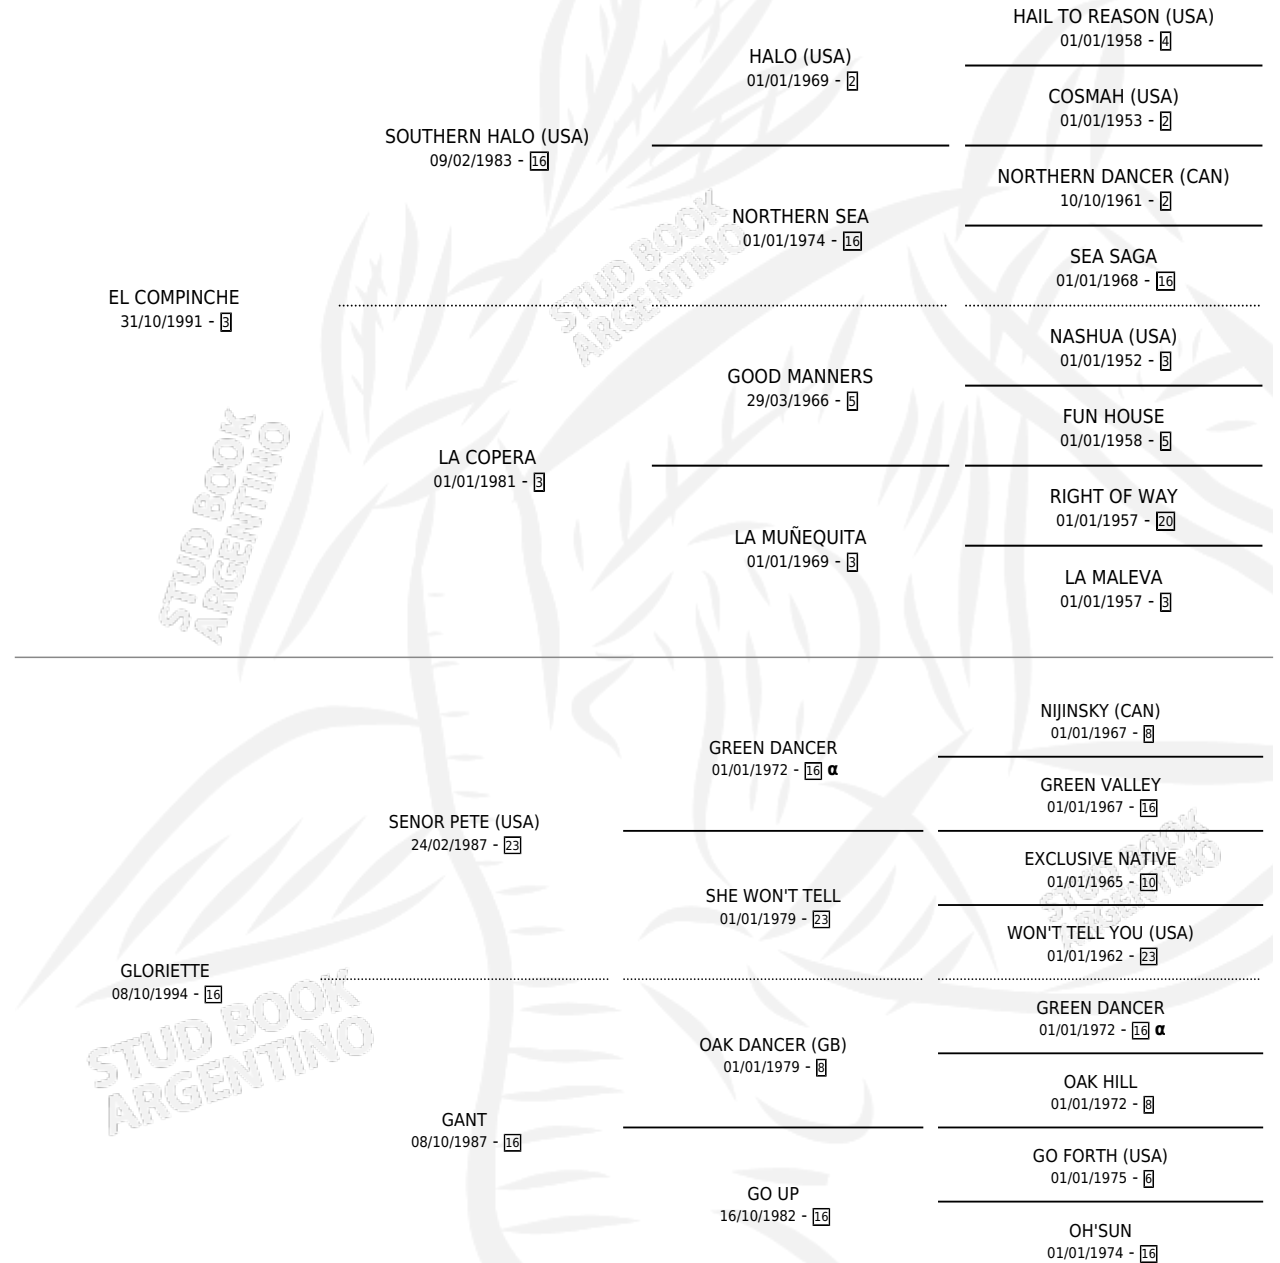 HAIL TO REASON (USA)
01/01/1958 - 4
HALO (USA)
01/01/1969 - 2
COSMAH (USA)
01/01/1953 - 2
SOUTHERN HALO (USA)
09/02/1983 - 16
NORTHERN DANCER (CAN)
10/10/1961 - 2
NORTHERN SEA
01/01/1974 - 16
SEA SAGA
01/01/1968 - 16
EL COMPINCHE
31/10/1991 - 3
NASHUA (USA)
01/01/1952 - 3
GOOD MANNERS
29/03/1966 - 5
FUN HOUSE
01/01/1958 - 5
LA COPERA
01/01/1981 - 3
RIGHT OF WAY
01/01/1957 - 20
LA MUÑEQUITA
01/01/1969 - 3
LA MALEVA
01/01/1957 - 3
NIJINSKY (CAN)
01/01/1967 - 8
GREEN DANCER
01/01/1972 - 16 α
GREEN VALLEY
01/01/1967 - 16
SENOR PETE (USA)
24/02/1987 - 23
EXCLUSIVE NATIVE
01/01/1965 - 10
SHE WON'T TELL
01/01/1979 - 23
WON'T TELL YOU (USA)
01/01/1962 - 23
GLORIETTE
08/10/1994 - 16
GREEN DANCER
01/01/1972 - 16 α
OAK DANCER (GB)
01/01/1979 - 8
OAK HILL
01/01/1972 - 8
GANT
08/10/1987 - 16
GO FORTH (USA)
01/01/1975 - 6
GO UP
16/10/1982 - 16
OH'SUN
01/01/1974 - 16
STUD BOOK
ARGENTINO
STUD BOOK
ARGENTINO
STUD BOOK
ARGENTINO
STUD BOOK
ARGENTINO